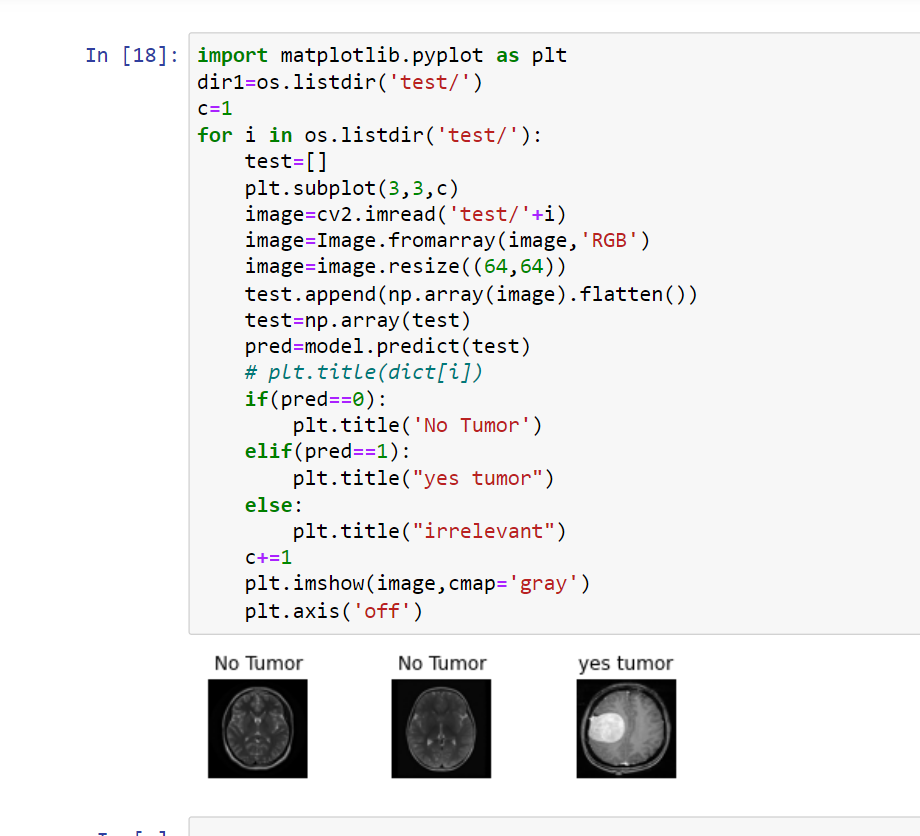 In [18]:
import matplotlib.pyplot as plt
dir1=os.listdir('test/')
c=1
for i in os.listdir('test/'):
    test=[]
    plt.subplot(3,3,c)
    image=cv2.imread('test/'+i)
    image=Image.fromarray(image,'RGB')
    image=image.resize((64,64))
    test.append(np.array(image).flatten())
    test=np.array(test)
    pred=model.predict(test)
    # plt.title(dict[i])
    if(pred==0):
        plt.title('No Tumor')
    elif(pred==1):
        plt.title("yes tumor")
    else:
        plt.title("irrelevant")
    c+=1
    plt.imshow(image,cmap='gray')
    plt.axis('off')
No Tumor No Tumor yes tumor